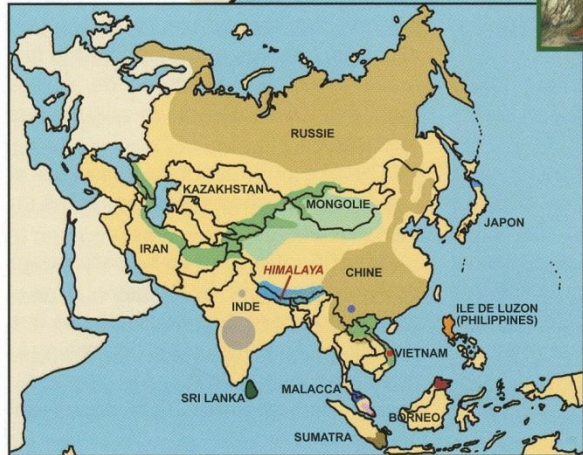 RUSSIE
KAZAKHSTAN
MONGOLIE
JAPON
IRAN
HIMALAYA
CHINE
INDE
ILE DE LUZON
(PHILIPPINES)
VIETNAM
SRI LANKA
MALACCA
BORNEO
SUMATRA